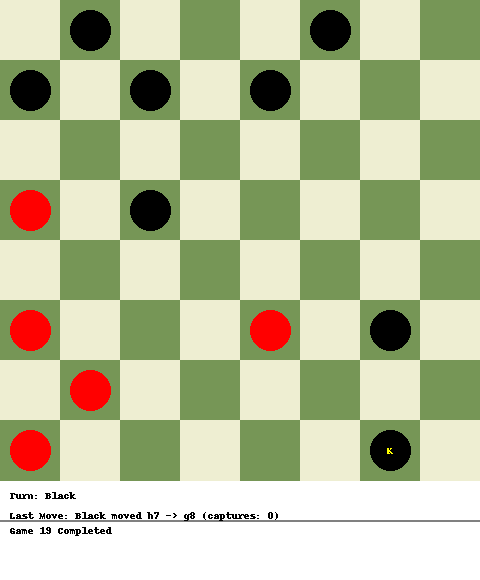 K
Turn: Black
Last Move: Black moved h7 -> g8 (captures: 0)
Game 19 Completed